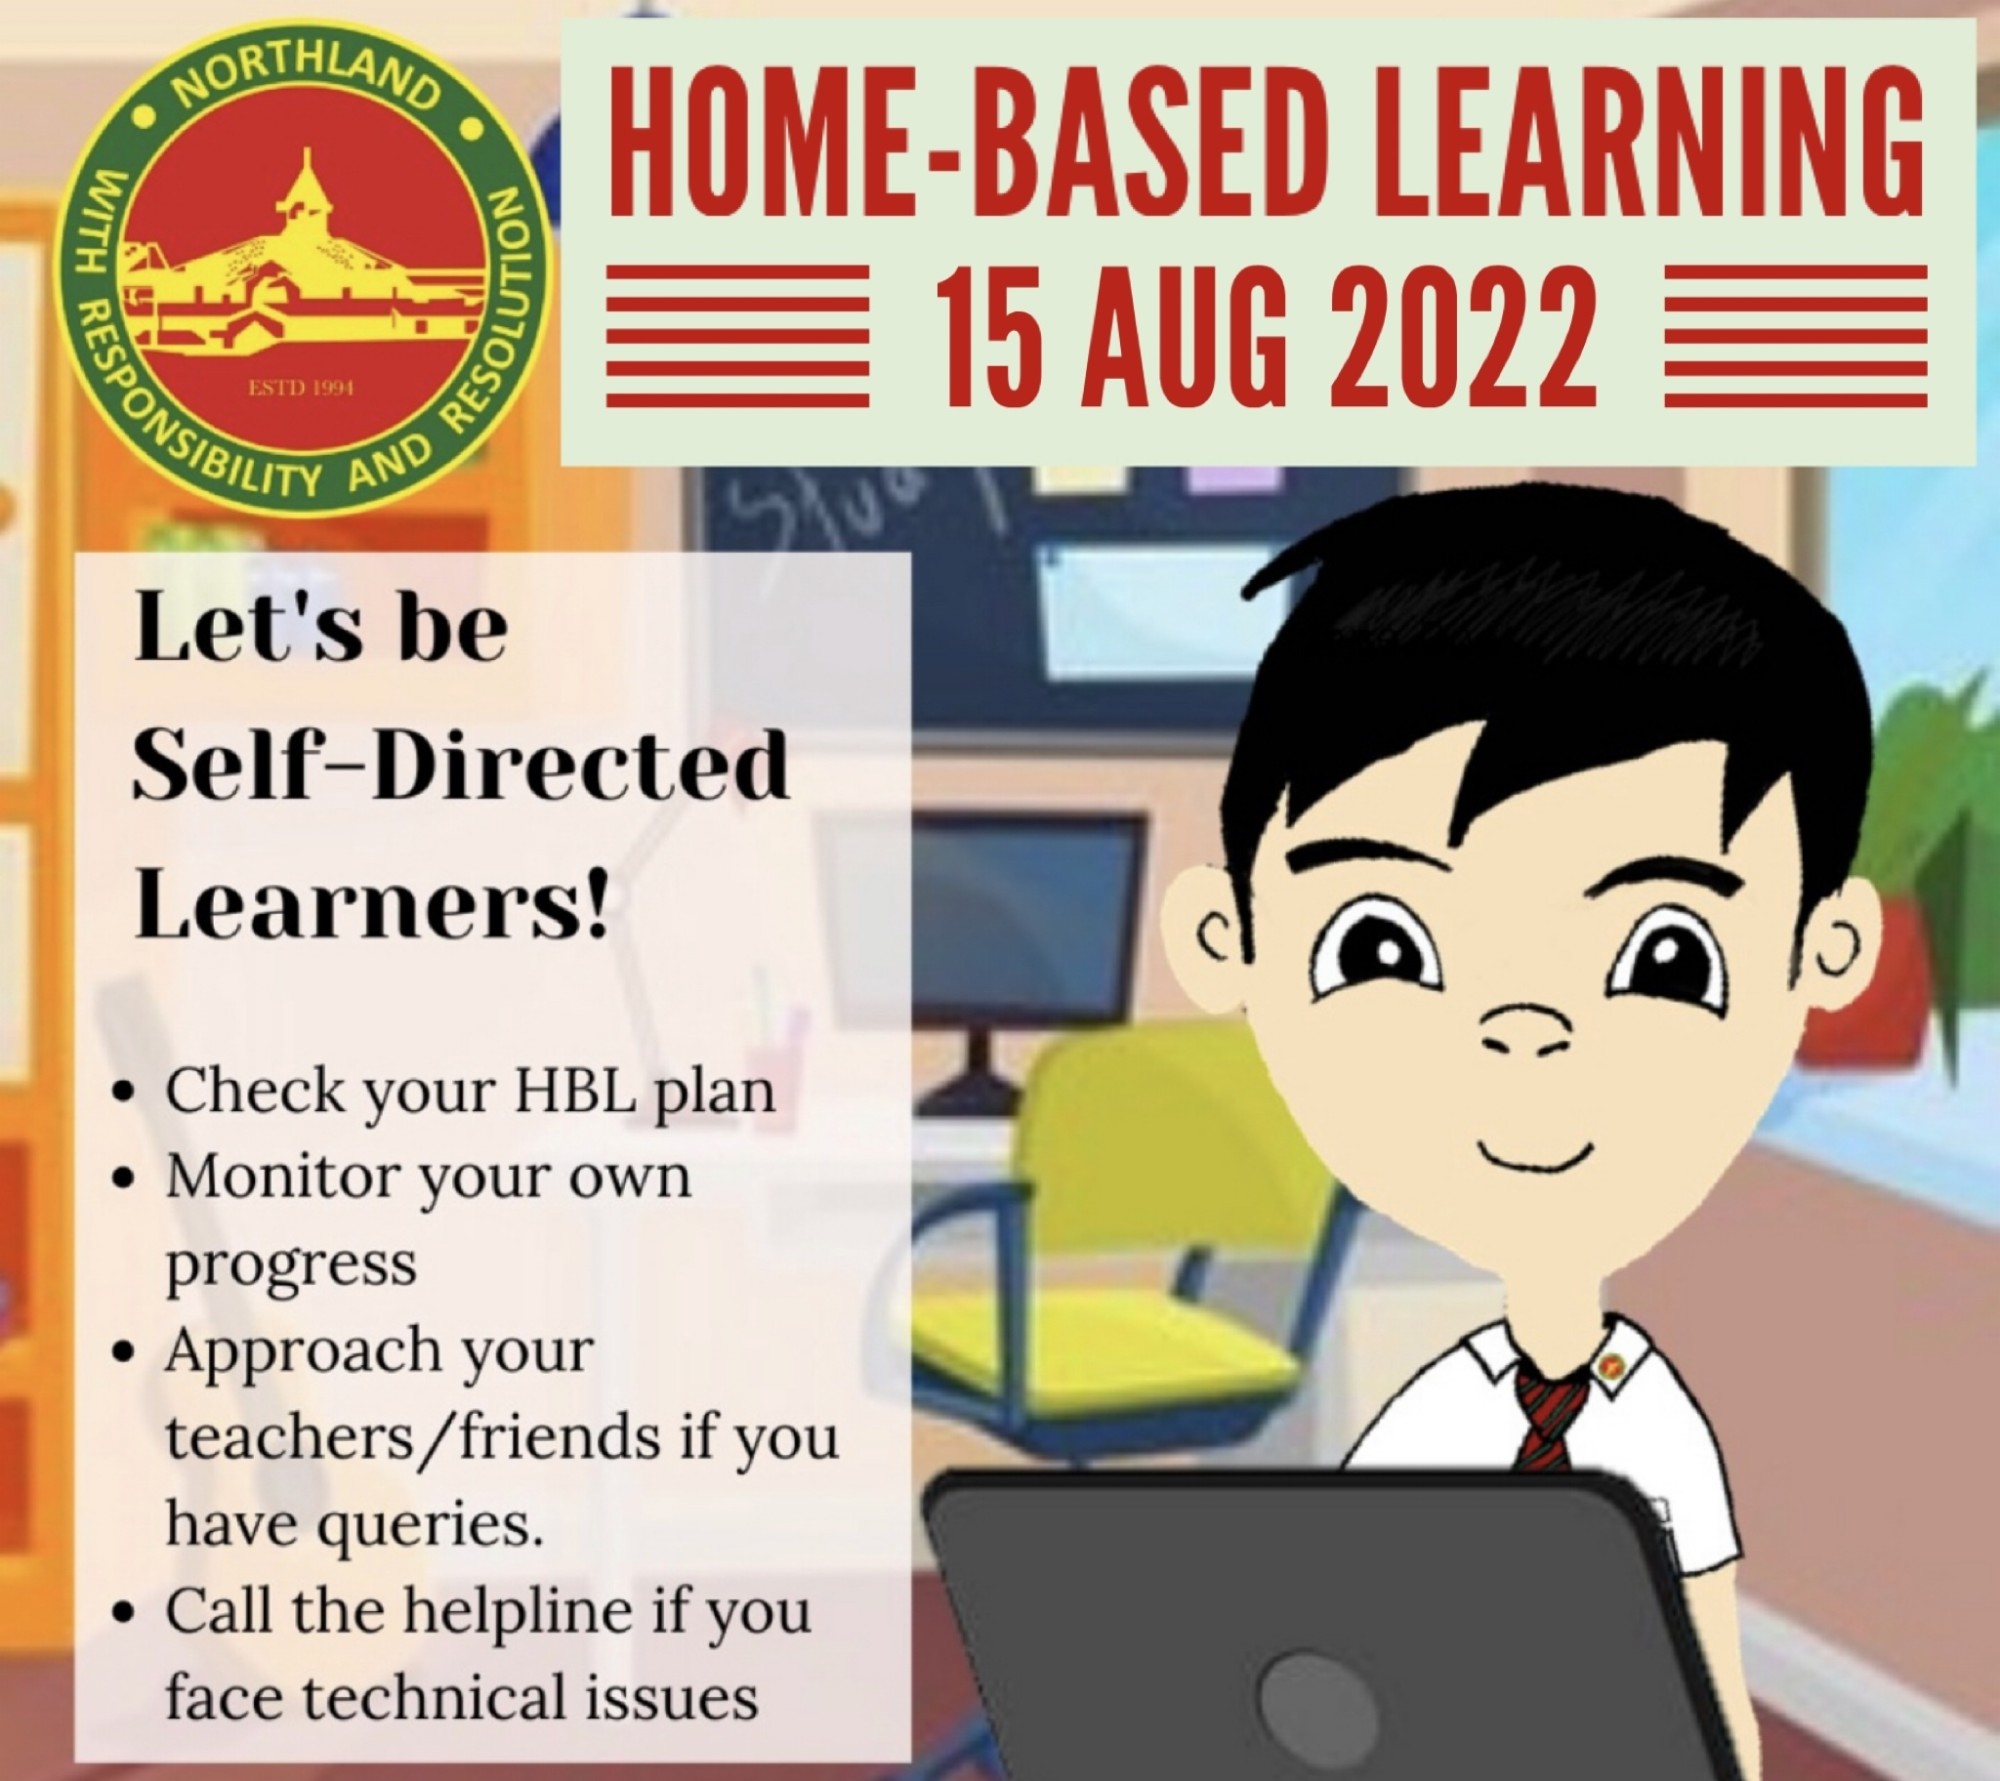 NORTHLAND
WITH RESPONSIBILITY AND RESOLUTION
ESTD 1994
HOME-BASED LEARNING
15 AUG 2022
Study
Let's be
Self-Directed
Learners!
• Check your HBL plan
• Monitor your own
progress
• Approach your
teachers/friends if you
have queries.
• Call the helpline if you
face technical issues